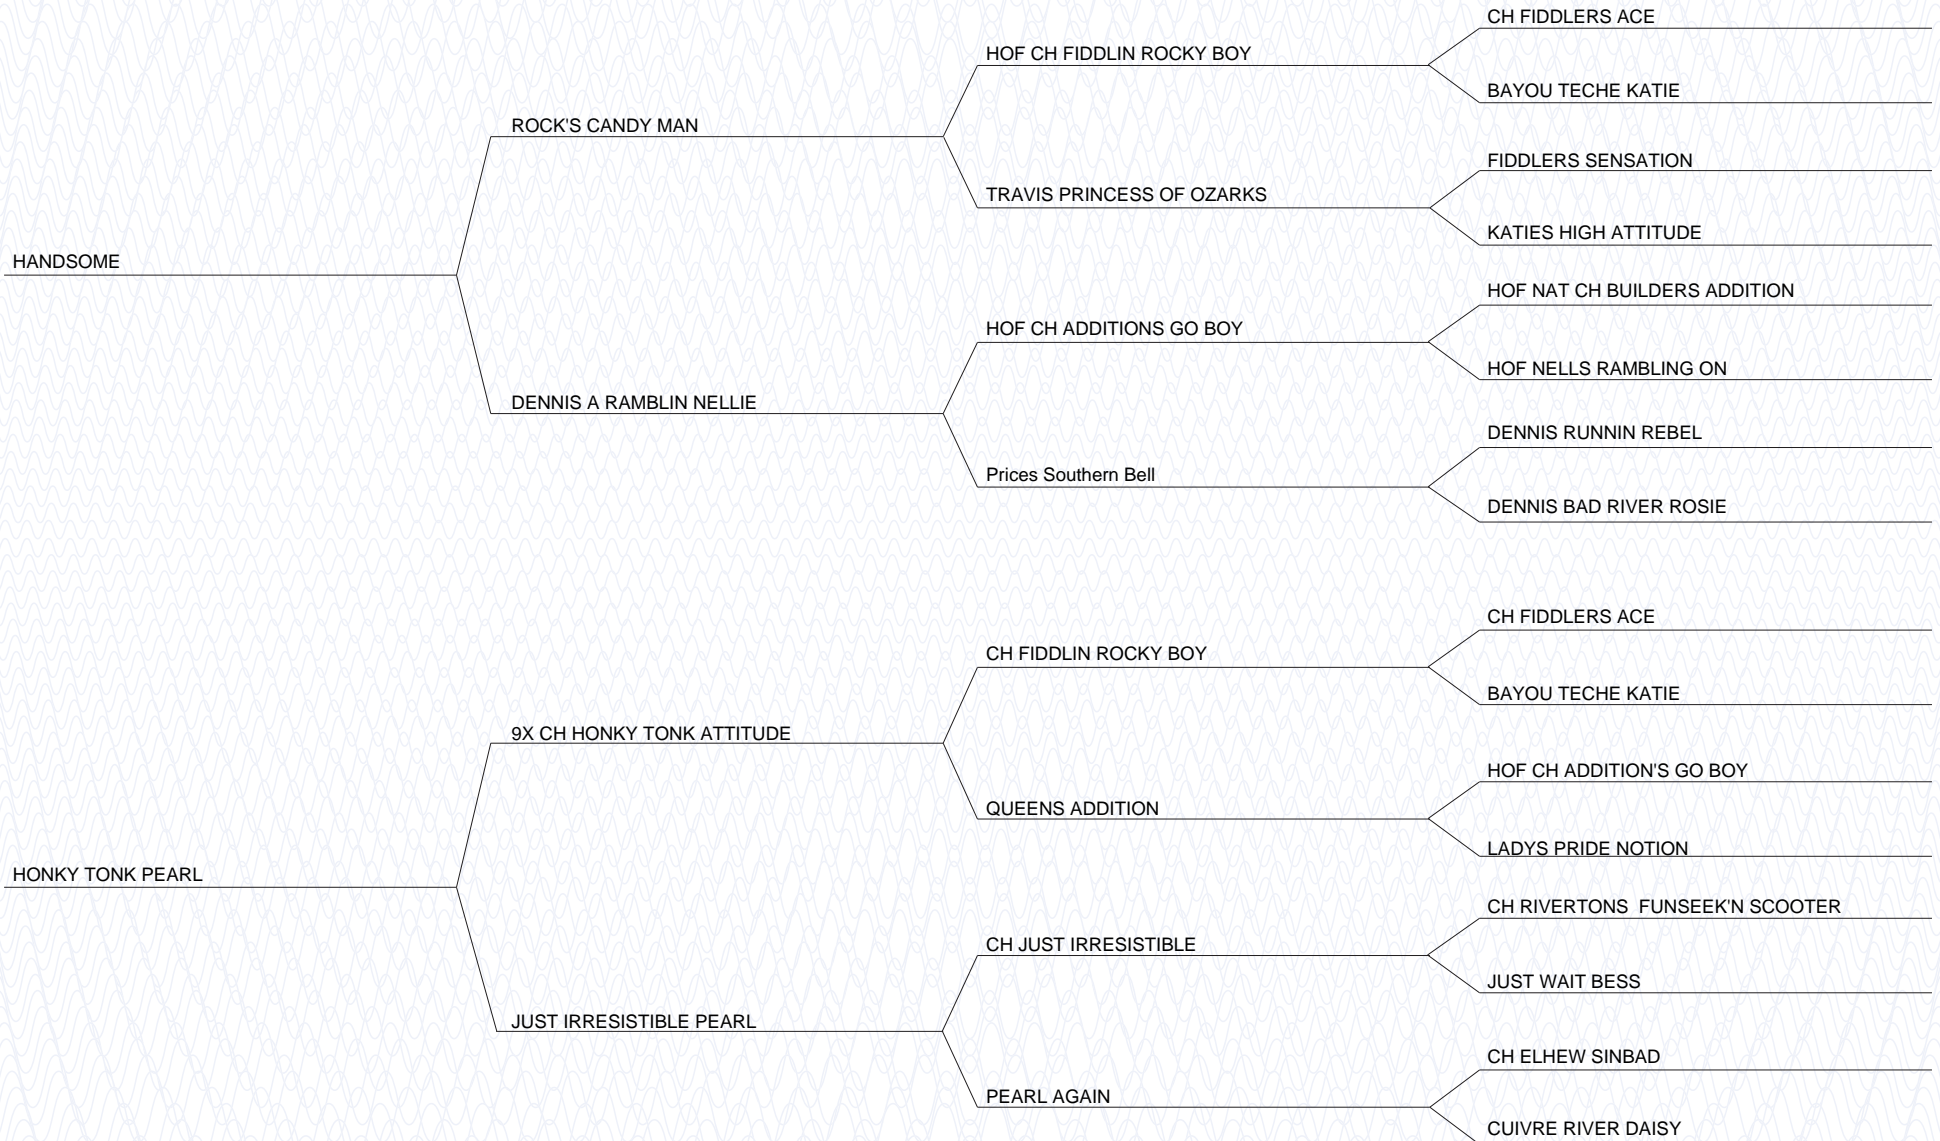 CH FIDDLERS ACE
HOF CH FIDDLIN ROCKY BOY
BAYOU TECHE KATIE
ROCK'S CANDY MAN
FIDDLERS SENSATION
TRAVIS PRINCESS OF OZARKS
KATIES HIGH ATTITUDE
HANDSOME
HOF NAT CH BUILDERS ADDITION
HOF CH ADDITIONS GO BOY
HOF NELLS RAMBLING ON
DENNIS A RAMBLIN NELLIE
DENNIS RUNNIN REBEL
Prices Southern Bell
DENNIS BAD RIVER ROSIE
CH FIDDLERS ACE
CH FIDDLIN ROCKY BOY
BAYOU TECHE KATIE
9X CH HONKY TONK ATTITUDE
HOF CH ADDITION'S GO BOY
QUEENS ADDITION
LADYS PRIDE NOTION
HONKY TONK PEARL
CH RIVERTONS  FUNSEEK'N SCOOTER
CH JUST IRRESISTIBLE
JUST WAIT BESS
JUST IRRESISTIBLE PEARL
CH ELHEW SINBAD
PEARL AGAIN
CUIVRE RIVER DAISY